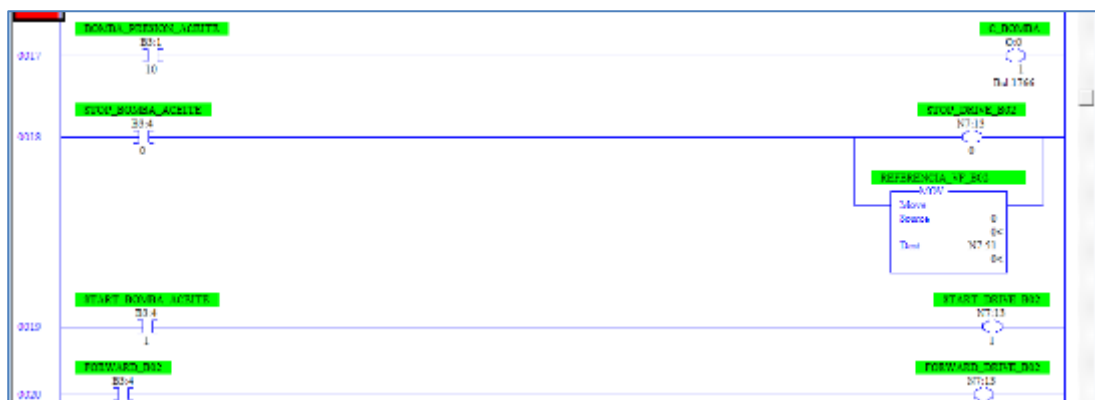 BOMBA_PRESION_ACEITE C_BOMBA
B3:1 O:0
0017
10 1
Bul.1766
STOP_BOMBA_ACEITE STOP_DRIVE_B02
B3:4 N7:13
0018
0 0
REFERENCIA_VF_B02
MOV
Move
Source 0
0<
Dest N7:51
0<
START_BOMBA_ACEITE START_DRIVE_B02
B3:4 N7:13
0019
1 1
FORWARD_B02 FORWARD_DRIVE_B02
B3:4 N7:13
0020